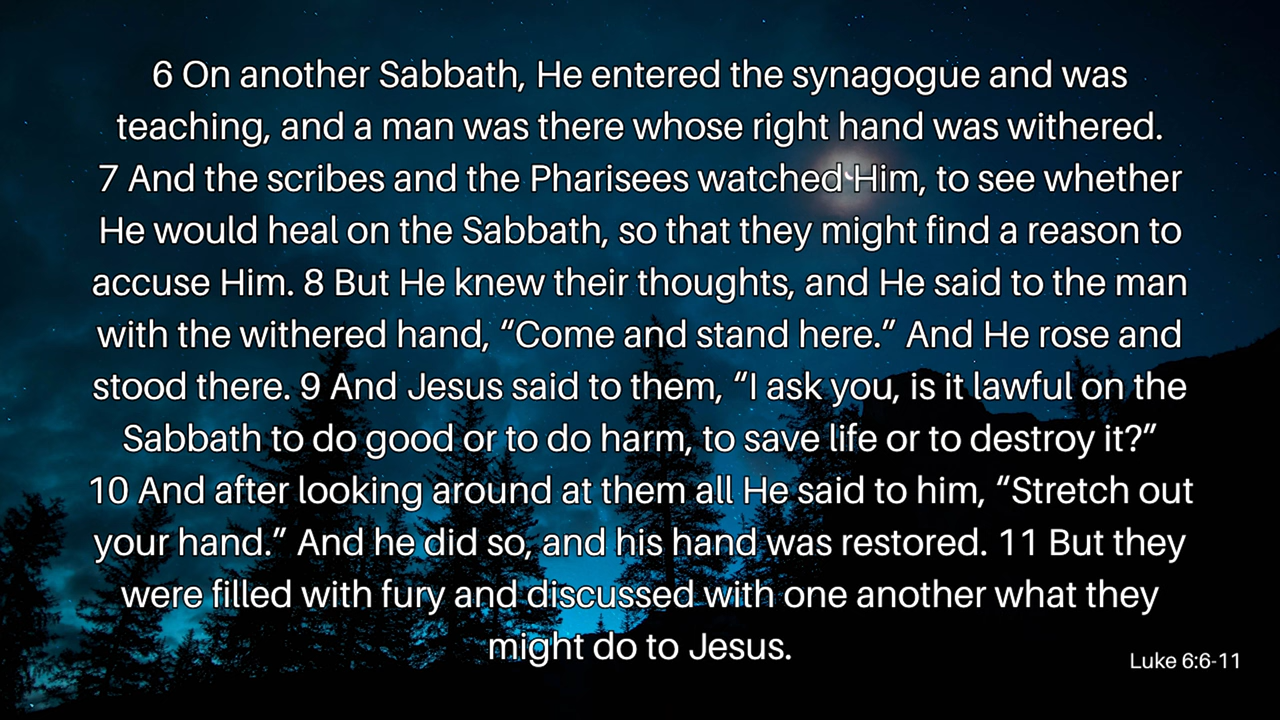 6 On another Sabbath, He entered the synagogue and was
teaching, and a man was there whose right hand was withered.
7 And the scribes and the Pharisees watched Him, to see whether
He would heal on the Sabbath, so that they might find a reason to
accuse Him. 8 But He knew their thoughts, and He said to the man
with the withered hand, “Come and stand here.” And He rose and
stood there. 9 And Jesus said to them, “I ask you, is it lawful on the
Sabbath to do good or to do harm, to save life or to destroy it?”
10 And after looking around at them all He said to him, “Stretch out
your hand.” And he did so, and his hand was restored. 11 But they
were filled with fury and discussed with one another what they
might do to Jesus.
Luke 6:6-11